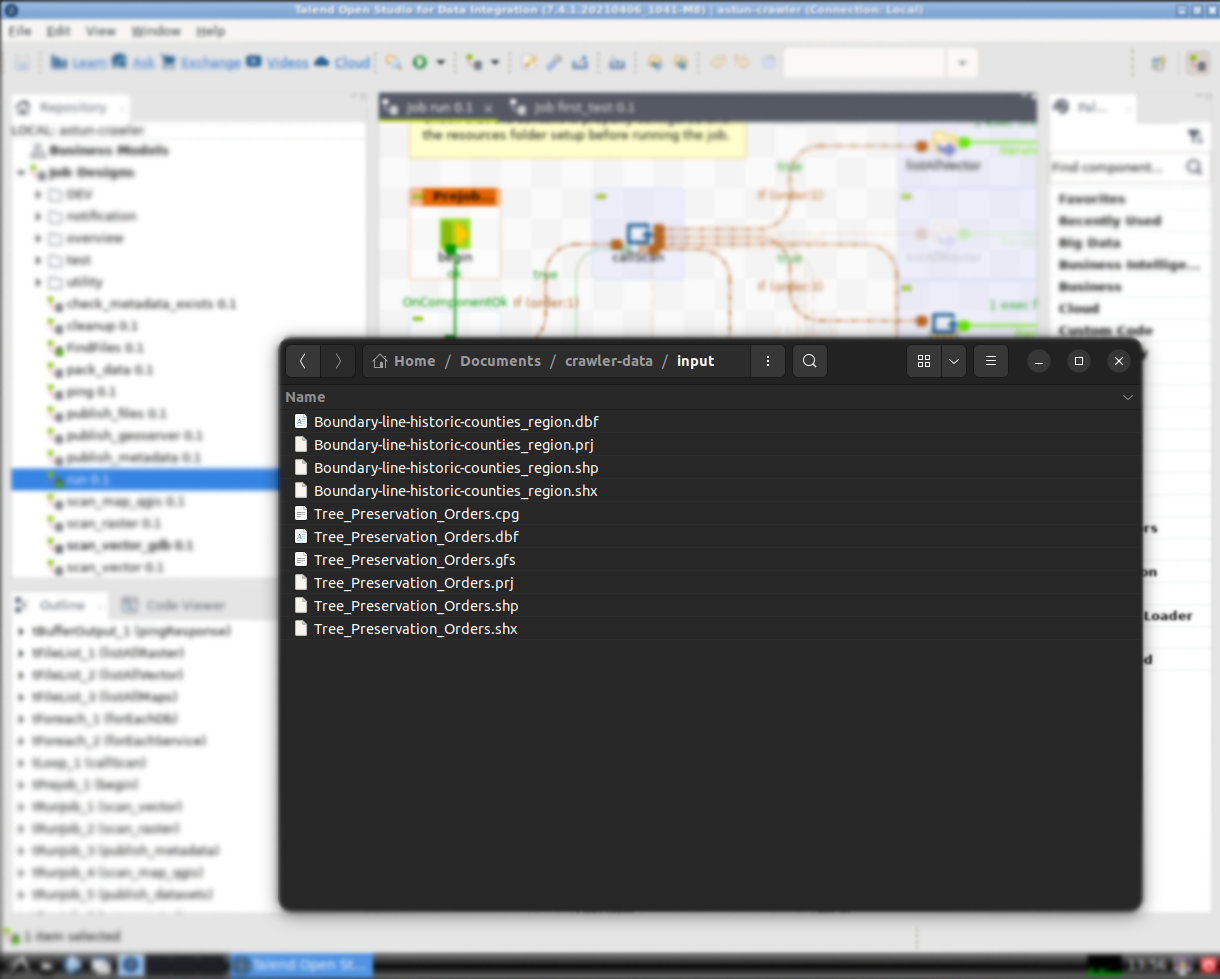 Talend Open Studio for Data Integration (7.4.1.20210406_1041-M8) | astun-crawler (Connection: Local)
File Edit View Window Help
Learn Ask Exchange Videos Cloud
Repository
LOCAL: astun-crawler
Business Models
Job Designs
DEV
notification
overview
test
utility
check_metadata_exists 0.1
cleanup 0.1
FindFiles 0.1
pack_data 0.1
ping 0.1
publish_files 0.1
publish_geoserver 0.1
publish_metadata 0.1
run 0.1
scan_map_qgis 0.1
scan_raster 0.1
scan_vector_gdb 0.1
scan_vector 0.1
Job run 0.1
Job first_test 0.1
the resources folder setup before running the job.
Prejob...
begin
ok
OnComponentOk
true
If (order:1)
callScan
true
If (order:1)
true
If (order:3)
listAllVector
listAllRaster
1 exec f
Pal...
Find component...
Favorites
Recently Used
Big Data
Business Intellige...
Business
Cloud
Custom Code
Home / Documents / crawler-data / input
Name
Boundary-line-historic-counties_region.dbf
Boundary-line-historic-counties_region.prj
Boundary-line-historic-counties_region.shp
Boundary-line-historic-counties_region.shx
Tree_Preservation_Orders.cpg
Tree_Preservation_Orders.dbf
Tree_Preservation_Orders.gfs
Tree_Preservation_Orders.prj
Tree_Preservation_Orders.shp
Tree_Preservation_Orders.shx
rs
on
Loader
d
Outline
Code Viewer
tBufferOutput_1 (pingResponse)
tFileList_1 (listAllRaster)
tFileList_2 (listAllVector)
tFileList_3 (listAllMaps)
tForeach_1 (forEachDb)
tForeach_2 (forEachService)
tLoop_1 (callScan)
tPrejob_1 (begin)
tRunJob_1 (scan_vector)
tRunJob_2 (scan_raster)
tRunJob_3 (publish_metadata)
tRunJob_4 (scan_map_qgis)
tRunJob_5 (publish_datasets)
1 item selected
Talend Open St...
13:56